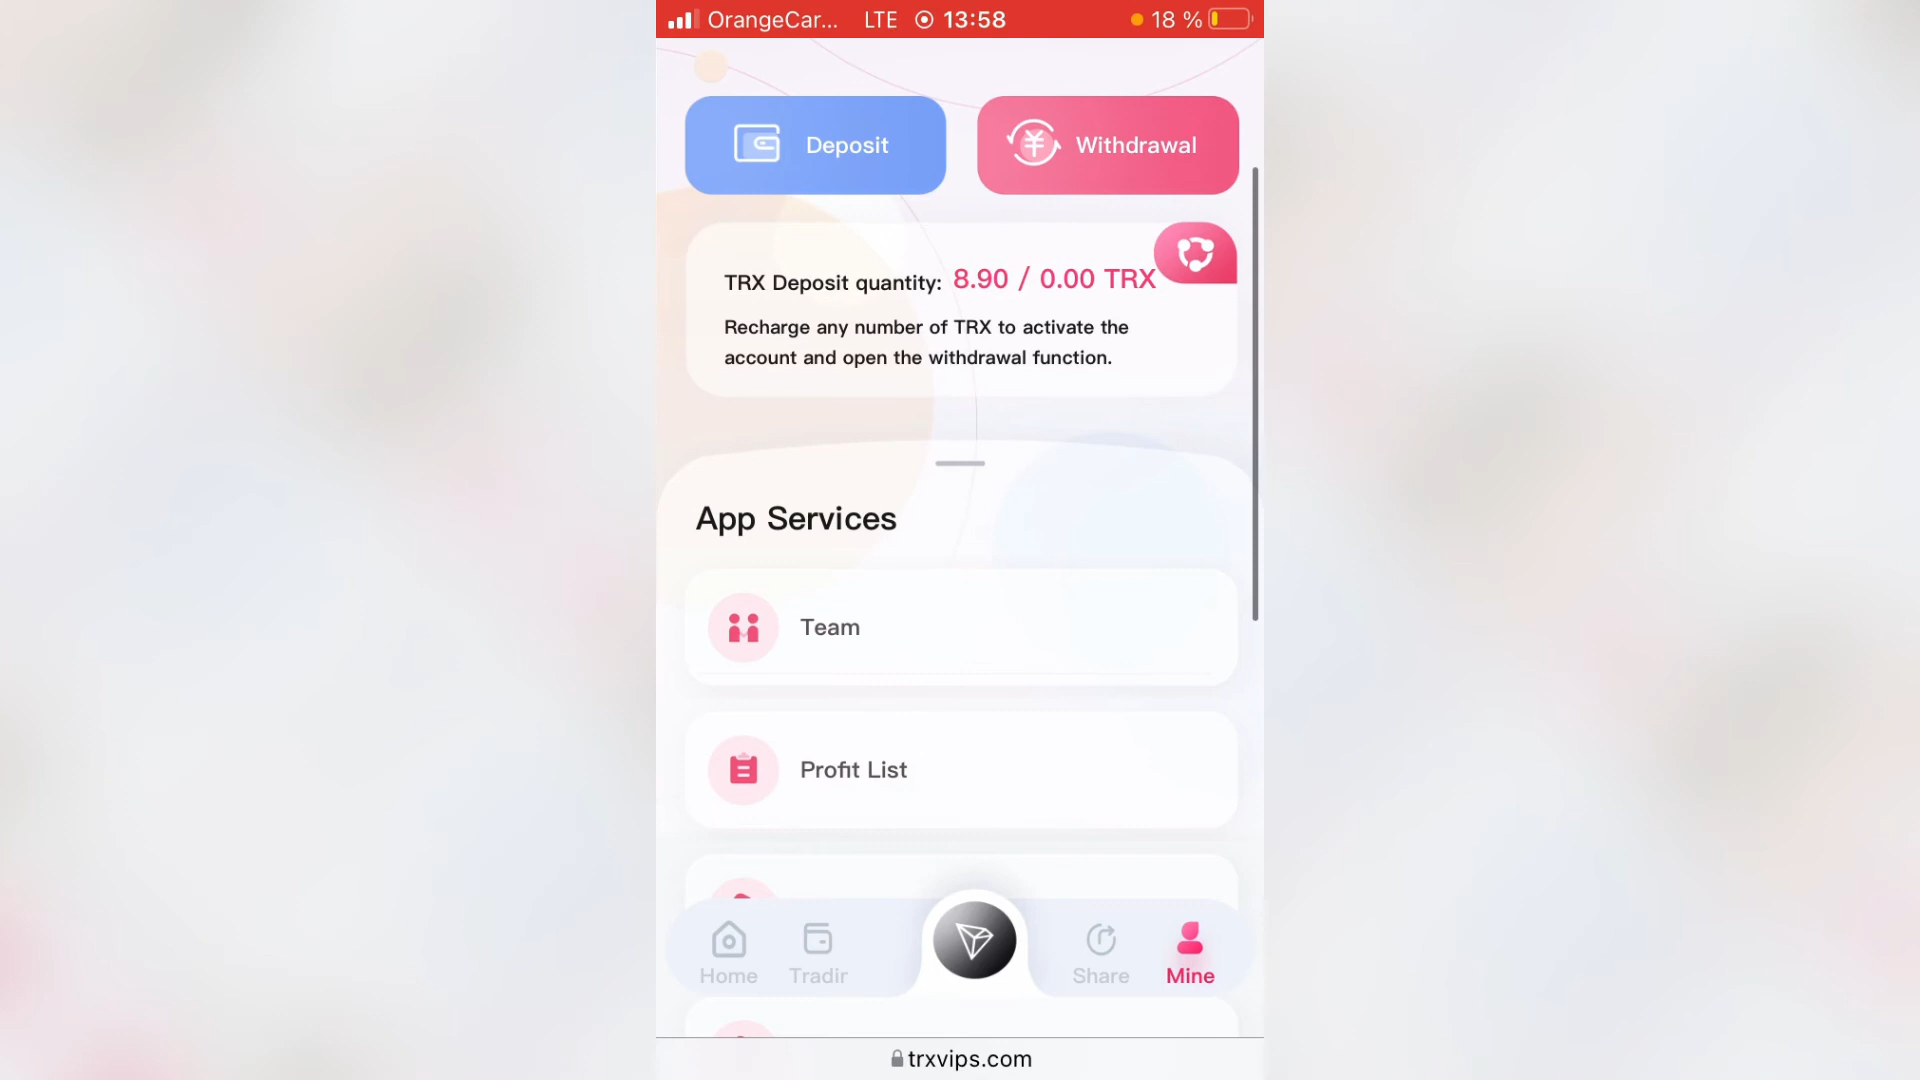 OrangeCar... LTE 13:58 18 %
Deposit
Withdrawal
TRX Deposit quantity: 8.90 / 0.00 TRX
Recharge any number of TRX to activate the
account and open the withdrawal function.
App Services
Team
Profit List
Home Tradir Share Mine
trxvips.com